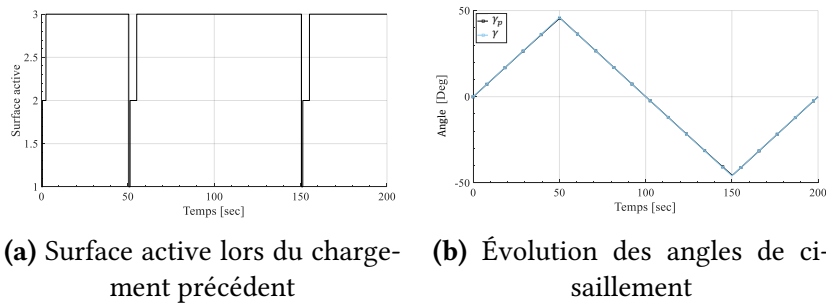 3
2.5
2
1.5
1
Surface active
0
50
100
150
200
Temps [sec]
50
0
-50
Angle [Deg]
γp
γ
0
50
100
150
200
Temps [sec]
(a) Surface active lors du charge-
ment précédent
(b) Évolution des angles de ci-
saillement